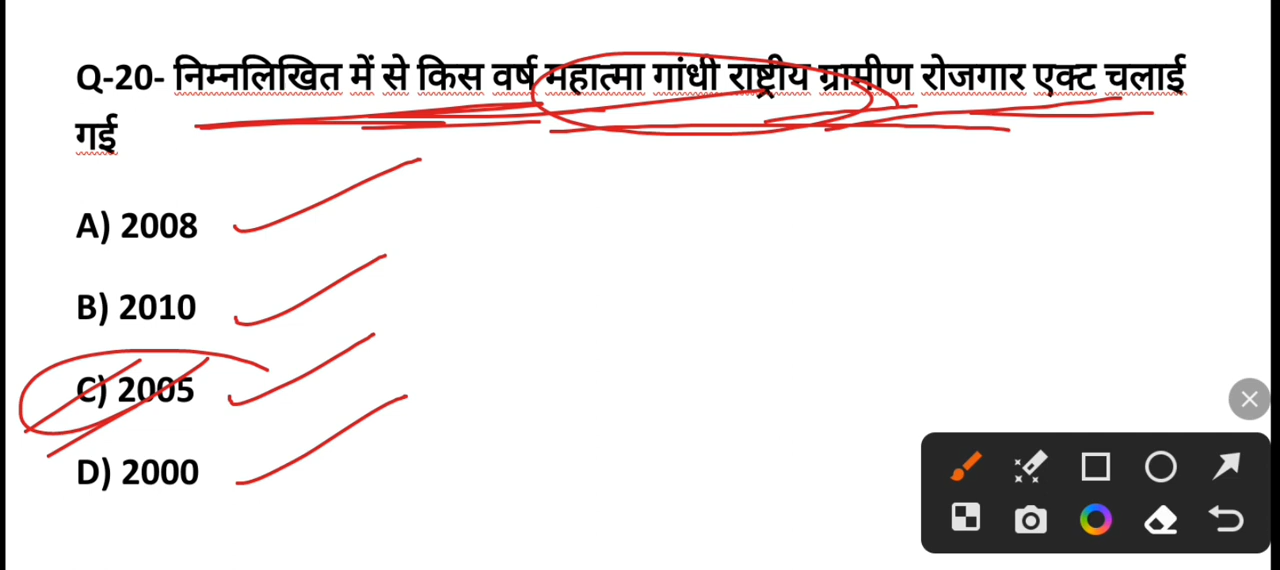 Q-20- निम्नलिखित में से किस वर्ष महात्मा गांधी राष्ट्रीय ग्रामीण रोजगार एक्ट चलाई
गई
A) 2008
B) 2010
C) 2005
D) 2000